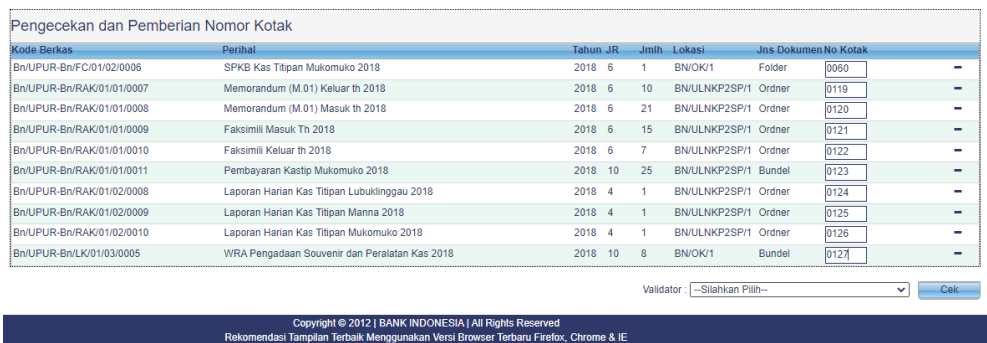 Pengecekan dan Pemberian Nomor Kotak
Kode Berkas Perihal Tahun JR Jmlh Lokasi Jns Dokumen No Kotak
Bn/UPUR-Bn/FC/01/02/0006 SPKB Kas Titipan Mukomuko 2018 2018 6 1 BN/OK/1 Folder 0060 -
Bn/UPUR-Bn/RAK/01/01/0007 Memorandum (M.01) Keluar th 2018 2018 6 10 BN/ULNKP2SP/1 Ordner 0119 -
Bn/UPUR-Bn/RAK/01/01/0008 Memorandum (M.01) Masuk th 2018 2018 6 21 BN/ULNKP2SP/1 Ordner 0120 -
Bn/UPUR-Bn/RAK/01/01/0009 Faksimili Masuk Th 2018 2018 6 15 BN/ULNKP2SP/1 Ordner 0121 -
Bn/UPUR-Bn/RAK/01/01/0010 Faksimili Keluar th 2018 2018 6 7 BN/ULNKP2SP/1 Ordner 0122 -
Bn/UPUR-Bn/RAK/01/01/0011 Pembayaran Kastip Mukomuko 2018 2018 10 25 BN/ULNKP2SP/1 Bundel 0123 -
Bn/UPUR-Bn/RAK/01/02/0008 Laporan Harian Kas Titipan Lubuklinggau 2018 2018 4 1 BN/ULNKP2SP/1 Ordner 0124 -
Bn/UPUR-Bn/RAK/01/02/0009 Laporan Harian Kas Titipan Manna 2018 2018 4 1 BN/ULNKP2SP/1 Ordner 0125 -
Bn/UPUR-Bn/RAK/01/02/0010 Laporan Harian Kas Titipan Mukomuko 2018 2018 4 1 BN/ULNKP2SP/1 Ordner 0126 -
Bn/UPUR-Bn/LK/01/03/0005 WRA Pengadaan Souvenir dan Peralatan Kas 2018 2018 10 8 BN/OK/1 Bundel 0127 -
Validator : --Silahkan Pilih-- Cek
Copyright © 2012 | BANK INDONESIA | All Rights Reserved
Rekomendasi Tampilan Terbaik Menggunakan Versi Browser Terbaru Firefox, Chrome & IE